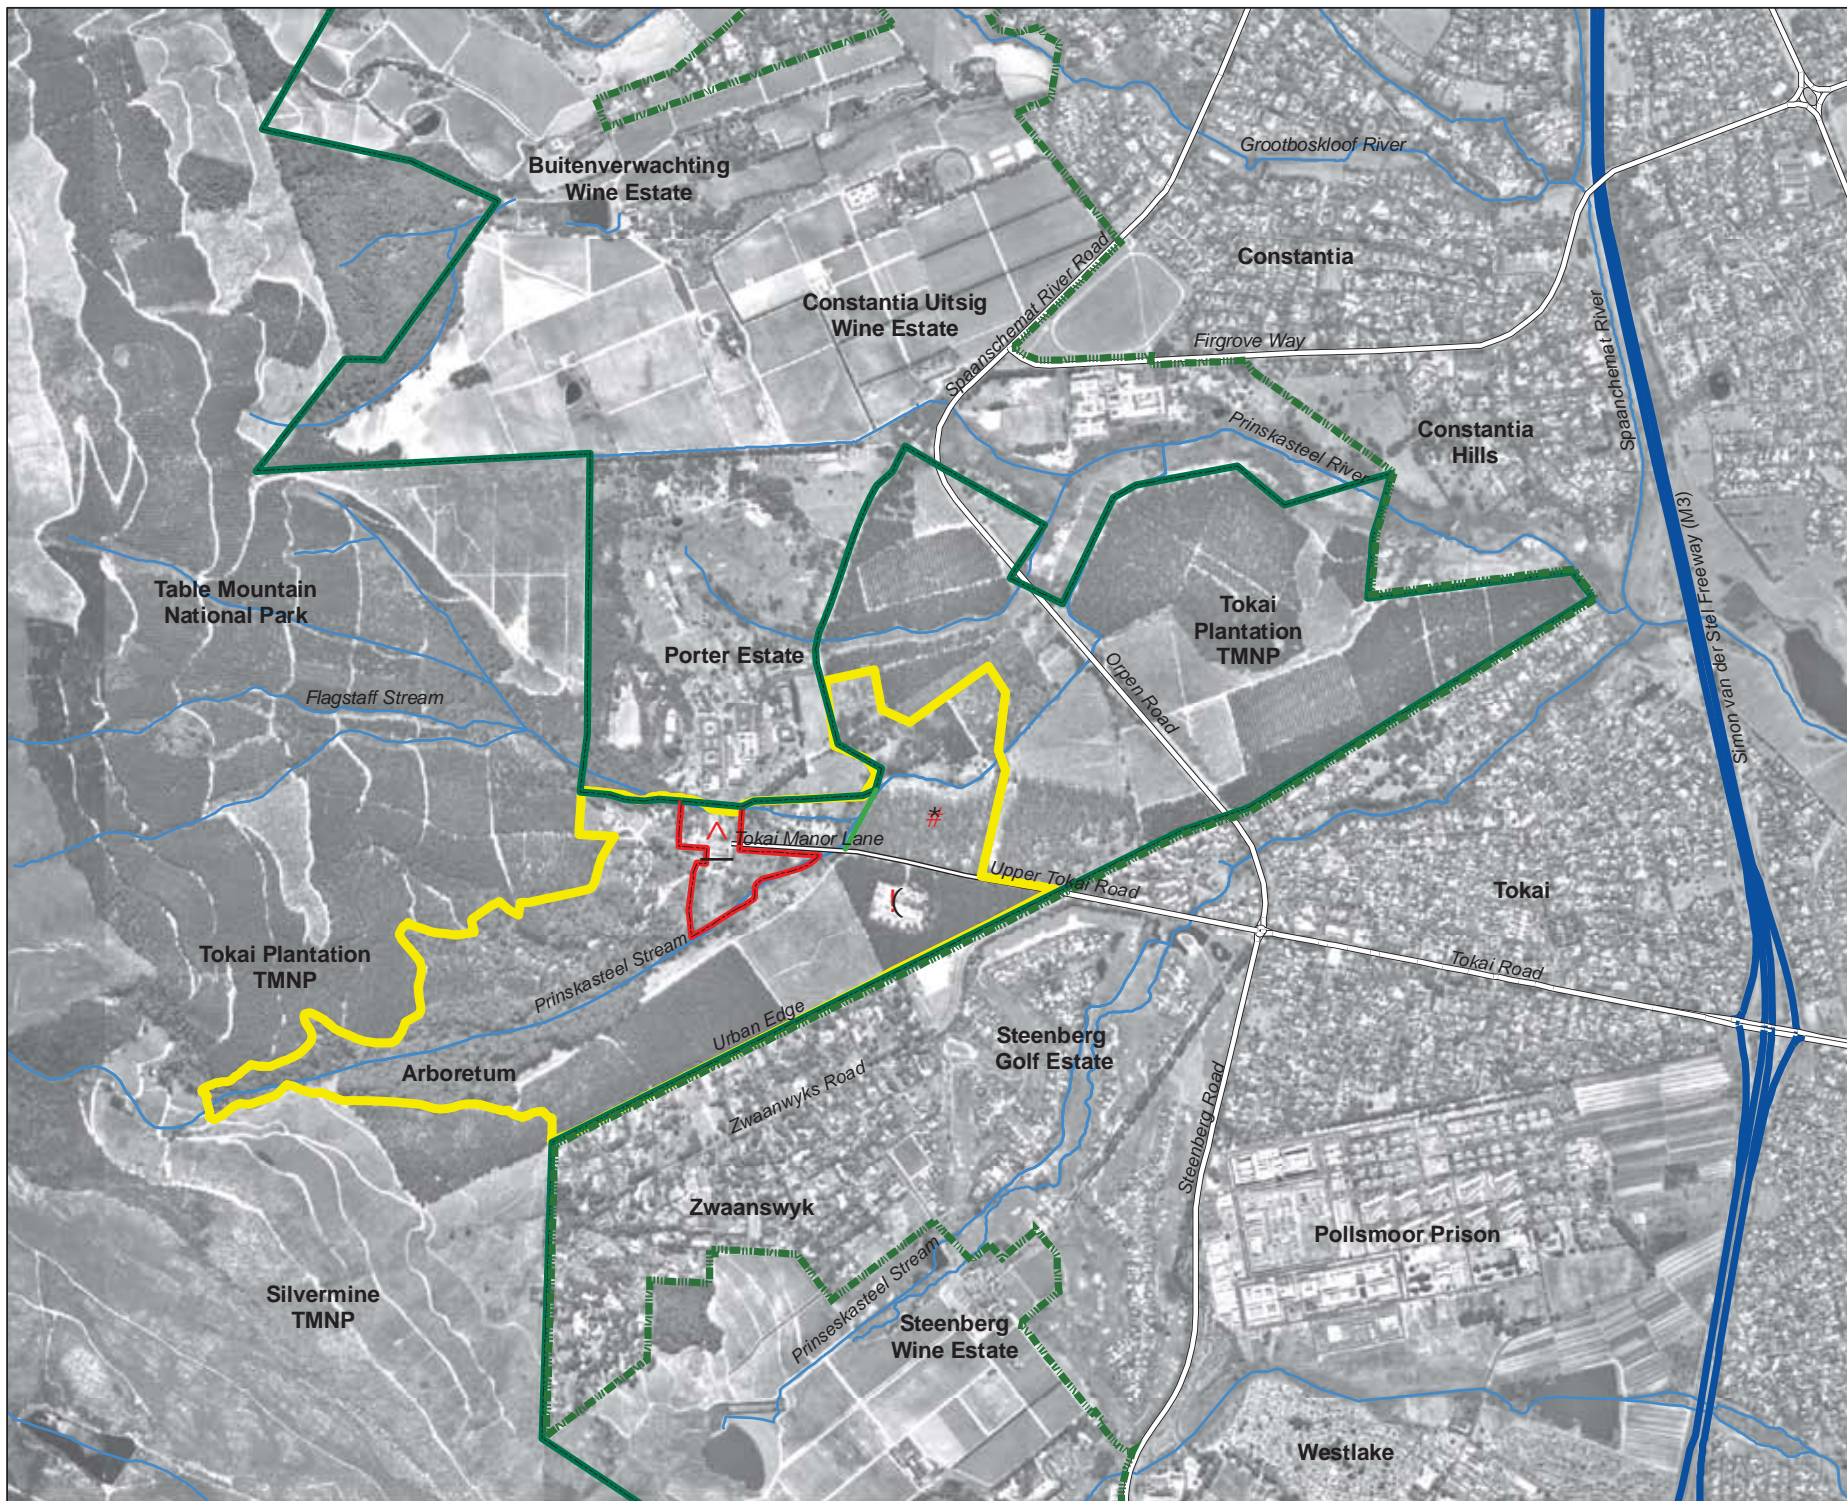 Buitenverwachting
Wine Estate
Grootboskloof River
Constantia
Spaanschemat River Road
Constantia Uitsig
Wine Estate
Firgrove Way
Spaanchemat River
Constantia
Hills
Prinskasteel River
Simon van der Stel Freeway (M3)
Table Mountain
National Park
Tokai
Plantation
TMNP
Porter Estate
Orpen Road
Flagstaff Stream
Tokai Manor Lane
Upper Tokai Road
Tokai
Tokai Plantation
TMNP
Prinskasteel Stream
Tokai Road
Urban Edge
Steenberg
Golf Estate
Arboretum
Zwaanwyks Road
Steenberg Road
Zwaanswyk
Pollsmoor Prison
Prinseskasteel Stream
Silvermine
TMNP
Steenberg
Wine Estate
Westlake